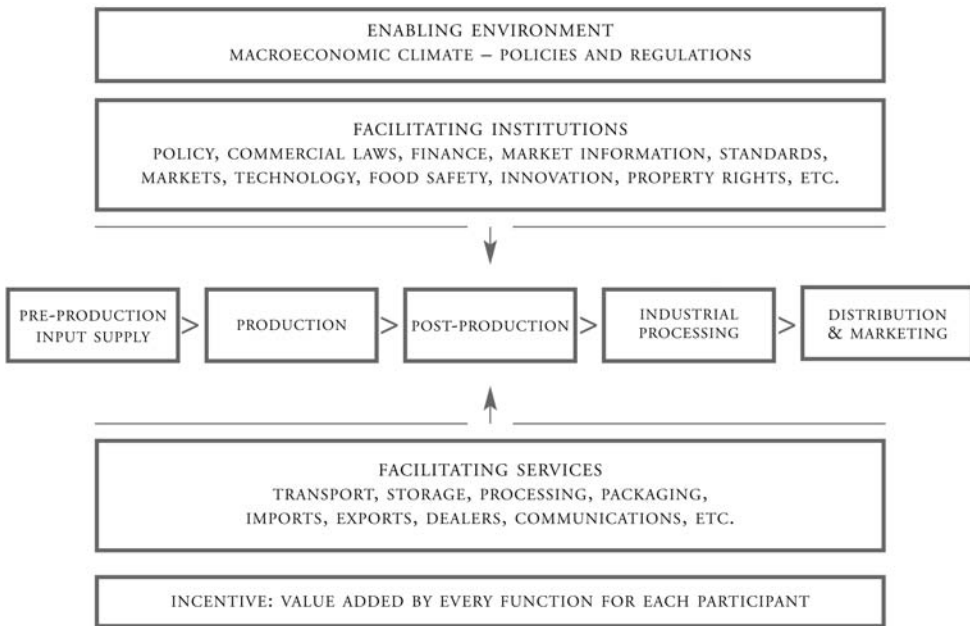 ENABLING ENVIRONMENT
MACROECONOMIC CLIMATE – POLICIES AND REGULATIONS
FACILITATING INSTITUTIONS
POLICY, COMMERCIAL LAWS, FINANCE, MARKET INFORMATION, STANDARDS,
MARKETS, TECHNOLOGY, FOOD SAFETY, INNOVATION, PROPERTY RIGHTS, ETC.
PRE-PRODUCTION
INPUT SUPPLY
>
PRODUCTION
>
POST-PRODUCTION
>
INDUSTRIAL
PROCESSING
>
DISTRIBUTION
& MARKETING
FACILITATING SERVICES
TRANSPORT, STORAGE, PROCESSING, PACKAGING,
IMPORTS, EXPORTS, DEALERS, COMMUNICATIONS, ETC.
INCENTIVE: VALUE ADDED BY EVERY FUNCTION FOR EACH PARTICIPANT